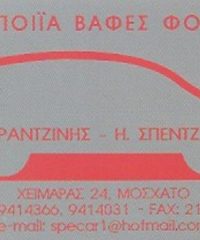 ΠΟΙΪΑ ΒΑΦΕΣ ΦΟ
ΡΑΝΤΖΙΝΗΣ - Η. ΣΠΕΝΤΖ
ΧΕΙΜΑΡΑΣ 24, ΜΟΣΧΑΤΟ
9414366, 9414031 - FAX: 21
e-mail: specar1@hotmail.com